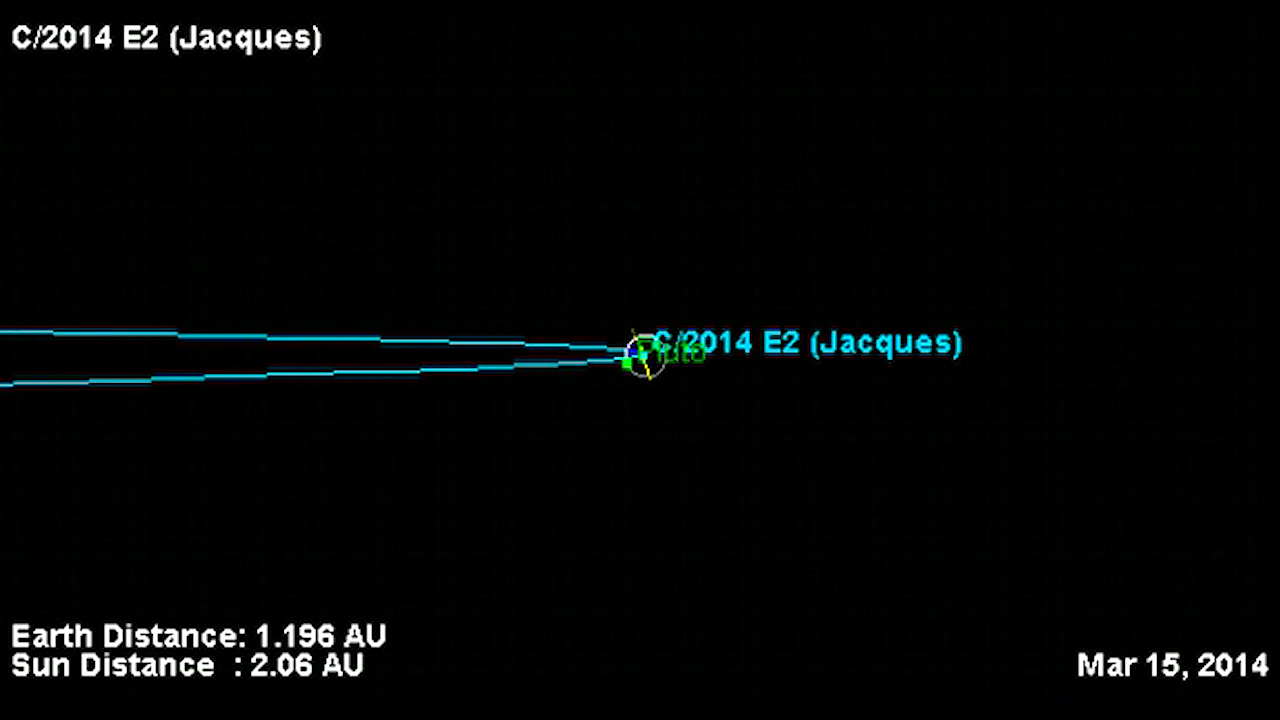 C/2014 E2 (Jacques)
C/2014 E2 (Jacques)
Pluto
Earth Distance: 1.196 AU
Sun Distance : 2.06 AU
Mar 15, 2014